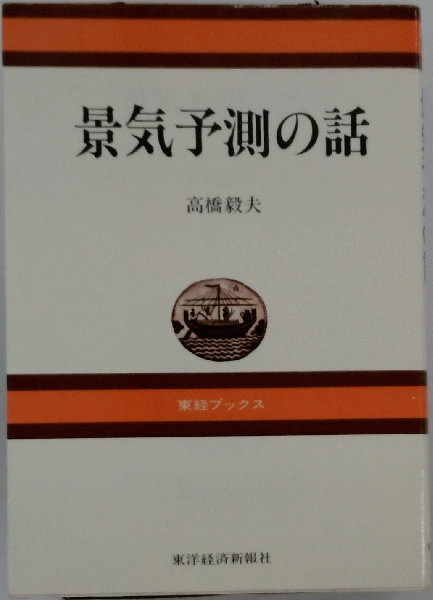 景気予測の話
高橋毅夫
東経ブックス
東洋経済新報社